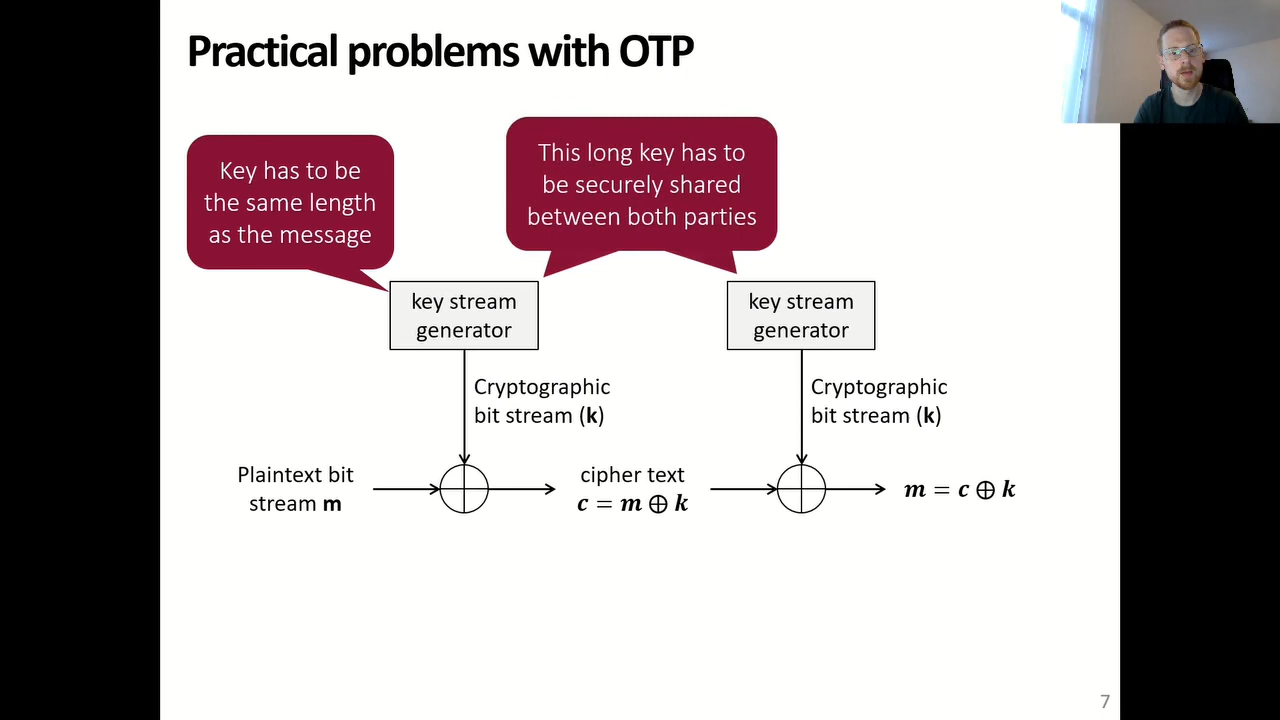 Practical problems with OTP
Key has to be
the same length
as the message
This long key has to
be securely shared
between both parties
key stream
generator
key stream
generator
Cryptographic
bit stream (k)
Cryptographic
bit stream (k)
Plaintext bit
stream m
cipher text
c = m ⊕ k
m = c ⊕ k
7